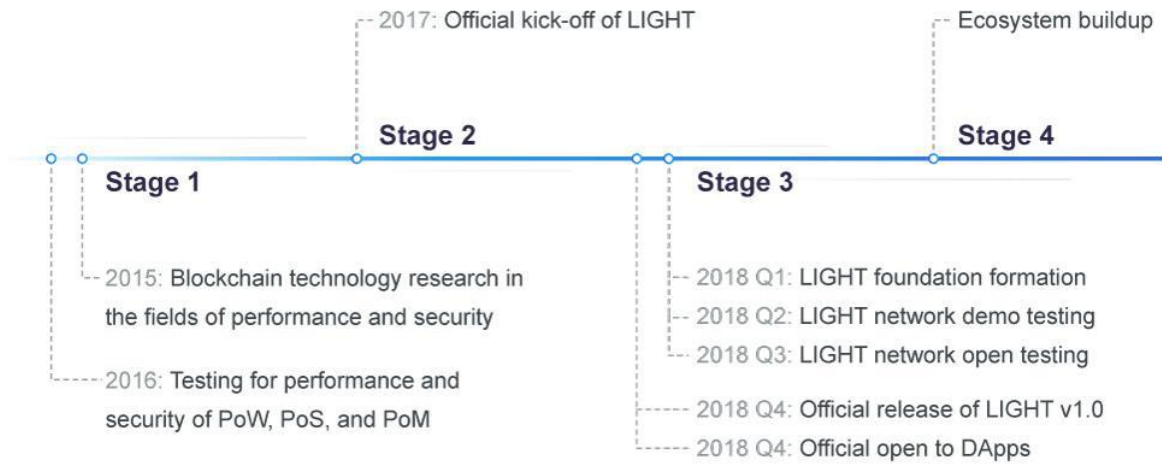 2017: Official kick-off of LIGHT
Ecosystem buildup
Stage 2
Stage 4
Stage 1
Stage 3
2015: Blockchain technology research in
the fields of performance and security
2016: Testing for performance and
security of PoW, PoS, and PoM
2018 Q1: LIGHT foundation formation
2018 Q2: LIGHT network demo testing
2018 Q3: LIGHT network open testing
2018 Q4: Official release of LIGHT v1.0
2018 Q4: Official open to DApps